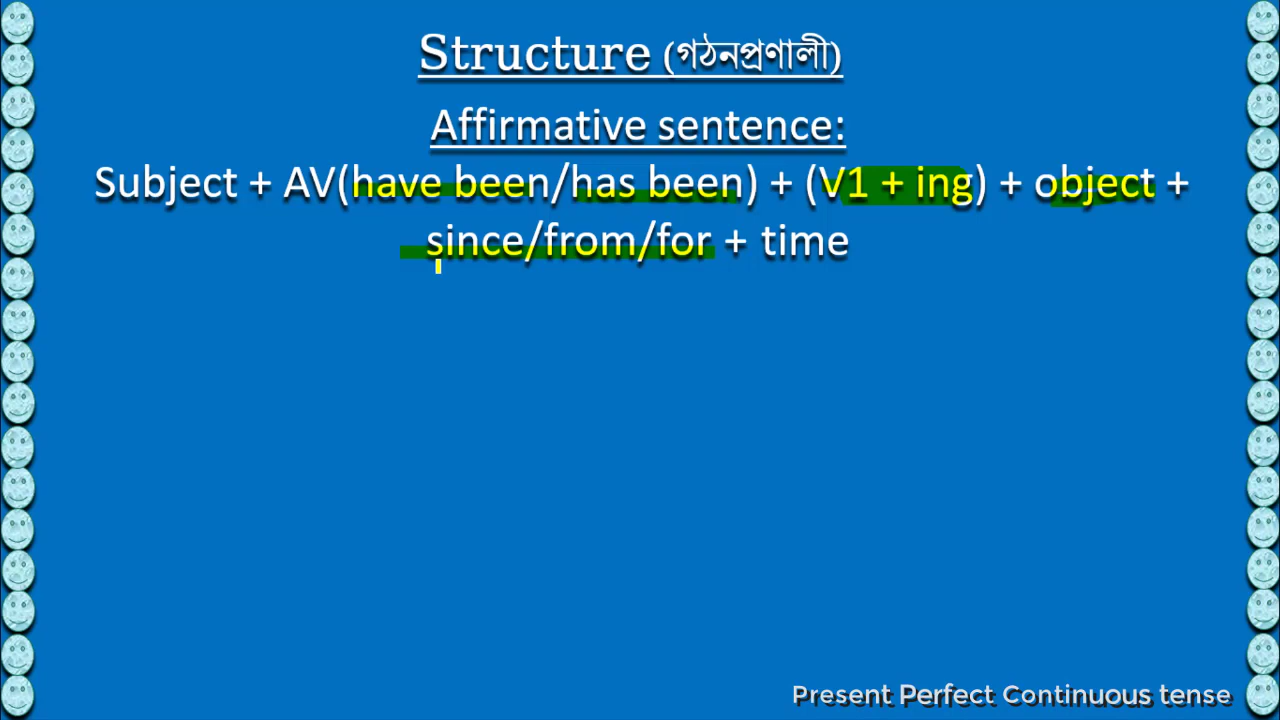 Structure (গঠনপ্রণালী)
Affirmative sentence:
Subject + AV(have been/has been) + (V1 + ing) + object +
since/from/for + time
Present Perfect Continuous tense